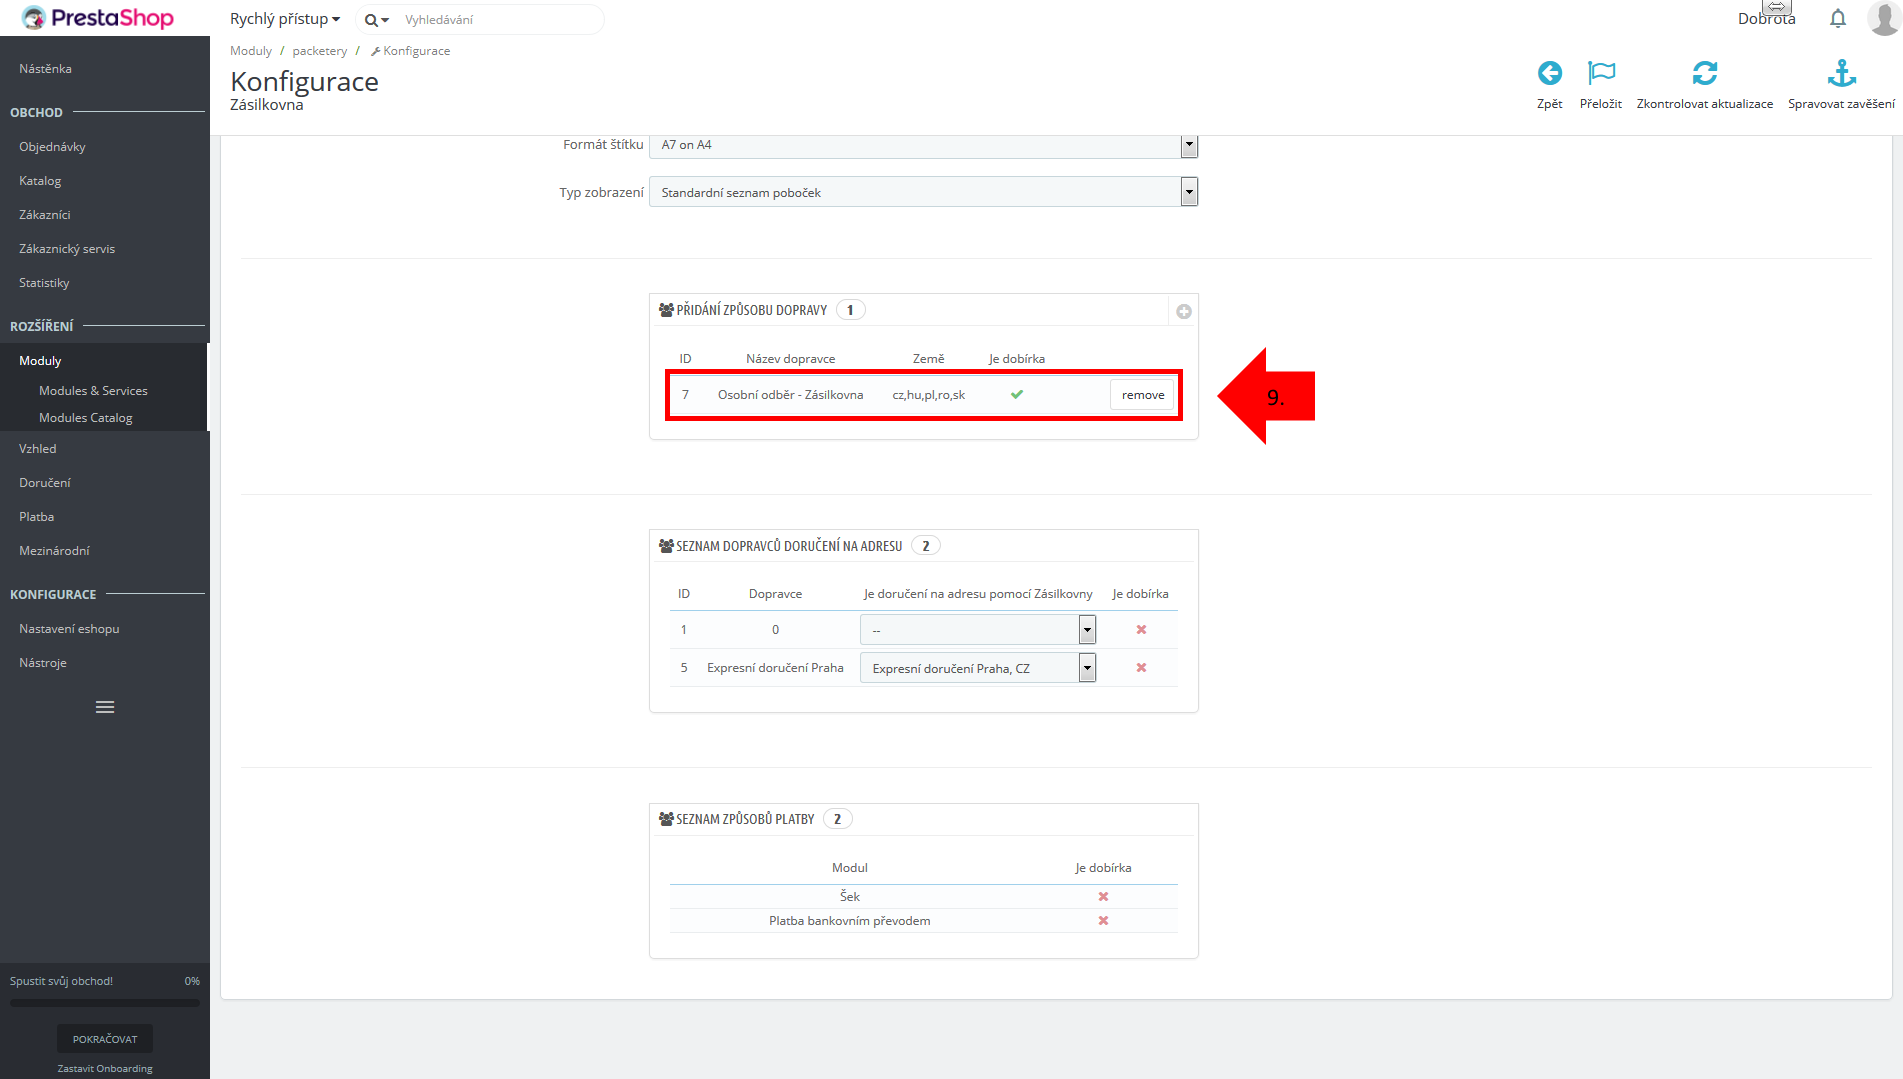 PrestaShop
Rychlý přístup
Vyhledávání
Dobrota
Moduly / packetery / Konfigurace
Konfigurace
Zásilkovna
Zpět
Přeložit
Zkontrolovat aktualizace
Spravovat zavěšení
Nástěnka
OBCHOD
Objednávky
Katalog
Zákazníci
Zákaznický servis
Statistiky
ROZŠÍŘENÍ
Moduly
Modules & Services
Modules Catalog
Vzhled
Doručení
Platba
Mezinárodní
KONFIGURACE
Nastavení eshopu
Nástroje
Spustit svůj obchod! 0%
POKRAČOVAT
Zastavit Onboarding
Formát štítku A7 on A4
Typ zobrazení Standardní seznam poboček
PŘIDÁNÍ ZPŮSOBU DOPRAVY 1
ID Název dopravce Země Je dobírka
7 Osobní odběr - Zásilkovna cz,hu,pl,ro,sk remove
9.
SEZNAM DOPRAVCŮ DORUČENÍ NA ADRESU 2
ID Dopravce Je doručení na adresu pomocí Zásilkovny Je dobírka
1 0 --
5 Expresní doručení Praha Expresní doručení Praha, CZ
SEZNAM ZPŮSOBŮ PLATBY 2
Modul Je dobírka
Šek
Platba bankovním převodem